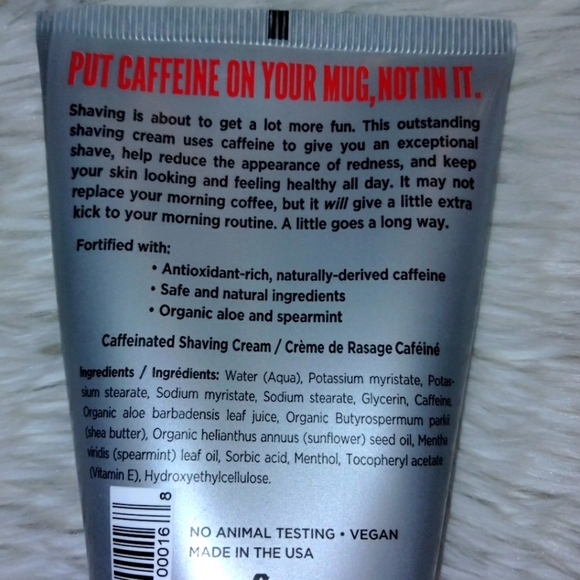 PUT CAFFEINE ON YOUR MUG, NOT IN IT.
Shaving is about to get a lot more fun. This outstanding
shaving cream uses caffeine to give you an exceptional
shave, help reduce the appearance of redness, and keep
your skin looking and feeling healthy all day. It may not
replace your morning coffee, but it will give a little extra
kick to your morning routine. A little goes a long way.
Fortified with:
• Antioxidant-rich, naturally-derived caffeine
• Safe and natural ingredients
• Organic aloe and spearmint
Caffeinated Shaving Cream / Crème de Rasage Caféiné
Ingredients / Ingrédients: Water (Aqua), Potassium myristate, Potas-
sium stearate, Sodium myristate, Sodium stearate, Glycerin, Caffeine,
Organic aloe barbadensis leaf juice, Organic Butyrospermum parkii
(shea butter), Organic helianthus annuus (sunflower) seed oil, Mentha
viridis (spearmint) leaf oil, Sorbic acid, Menthol, Tocopheryl acetate
(Vitamin E), Hydroxyethylcellulose.
00016 8
NO ANIMAL TESTING • VEGAN
MADE IN THE USA